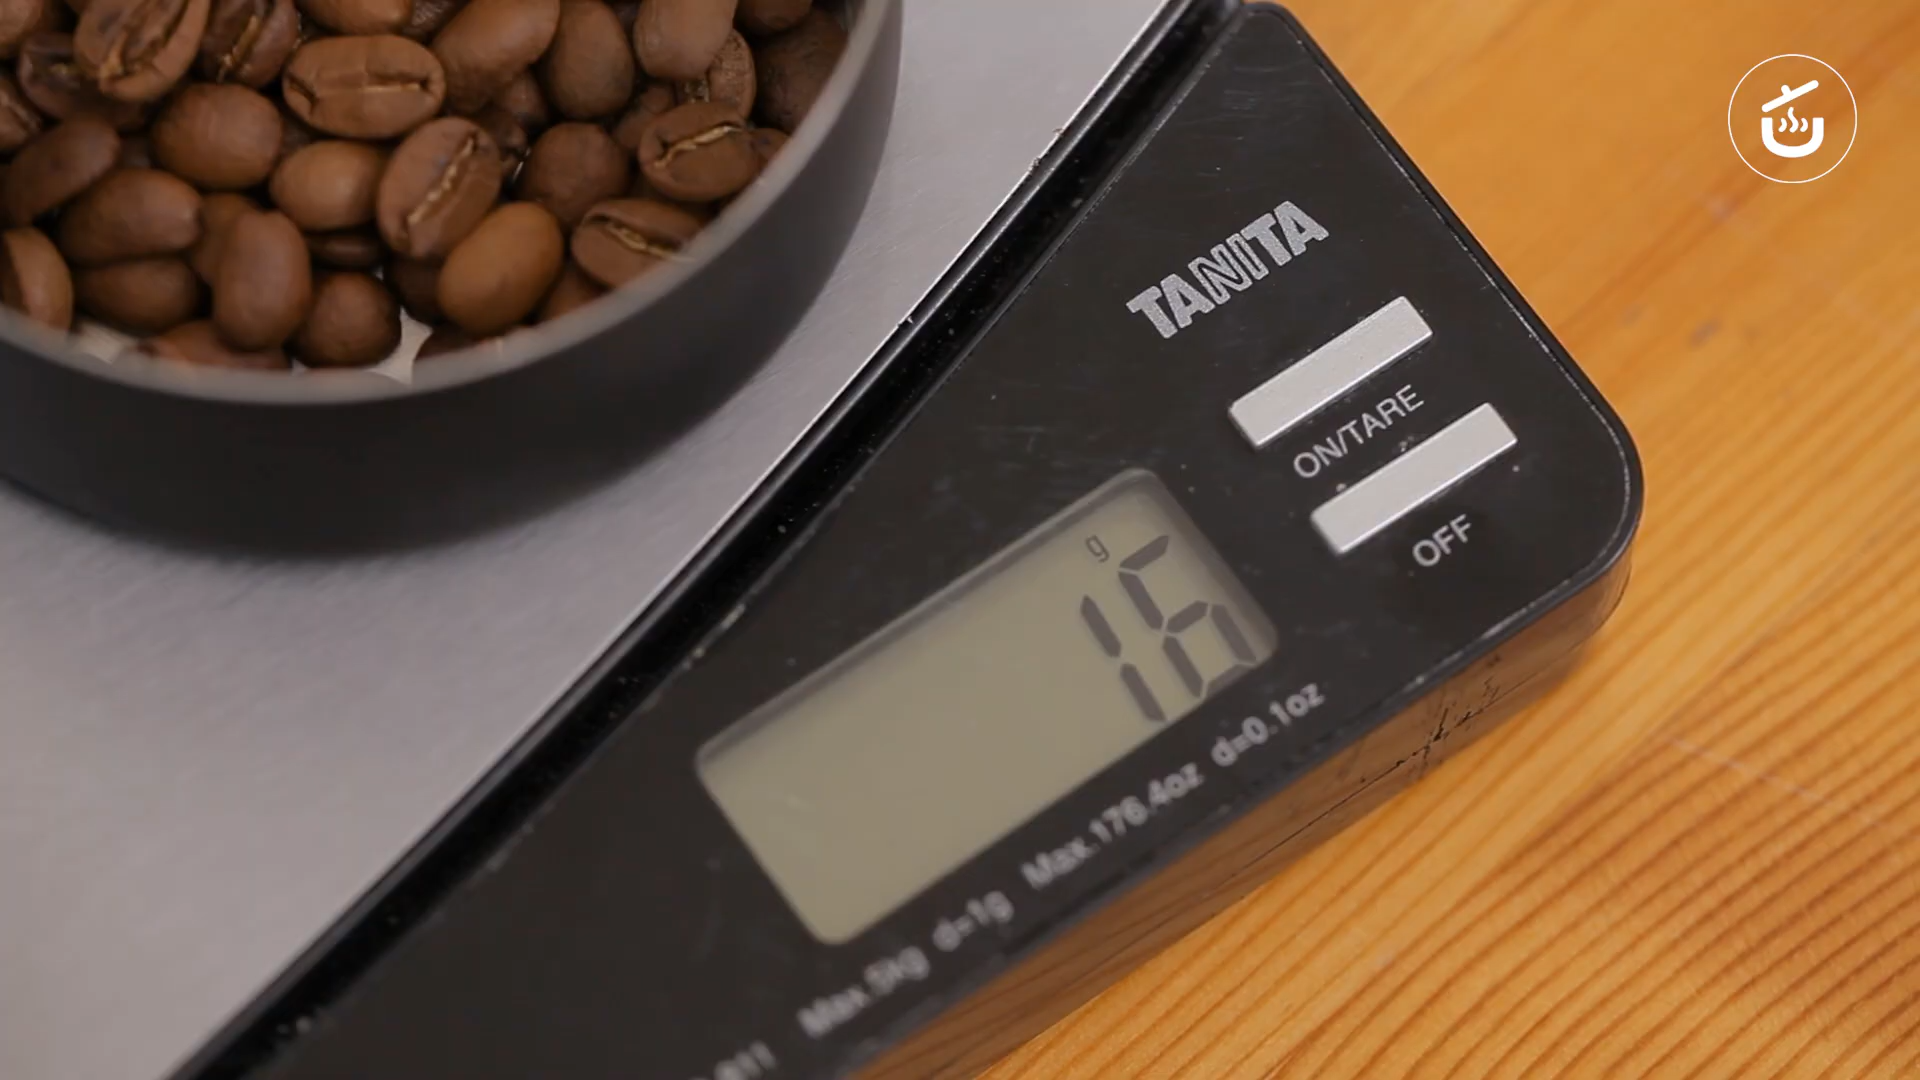 TANITA
ON/TARE
OFF
g
16
Max.5kg d=1g Max.176.4oz d=0.1oz